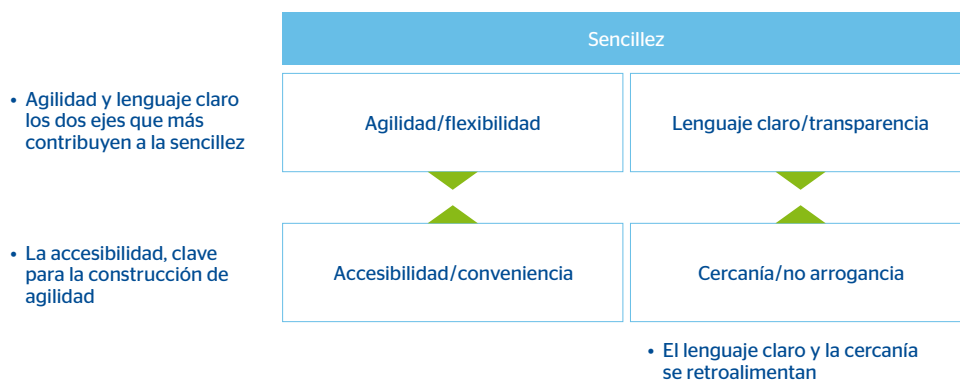 Sencillez
• Agilidad y lenguaje claro
los dos ejes que más
contribuyen a la sencillez
Agilidad/flexibilidad
Lenguaje claro/transparencia
• La accesibilidad, clave
para la construcción de
agilidad
Accesibilidad/conveniencia
Cercanía/no arrogancia
• El lenguaje claro y la cercanía
se retroalimentan